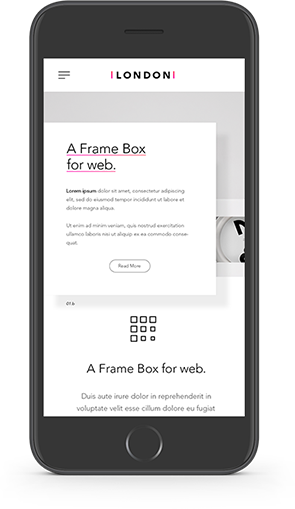 LONDON
A Frame Box
for web.
Lorem ipsum dolor sit amet, consectetur adipiscing
elit, sed do eiusmod tempor incididunt ut labore et
dolore magna aliqua.
Ut enim ad minim veniam, quis nostrud exercitation
ullamco laboris nisi ut aliquip ex ea commodo conse-
quat.
Read More
A Frame Box for web.
Duis aute irure dolor in reprehenderit in
voluptate velit esse cillum dolore eu fugiat